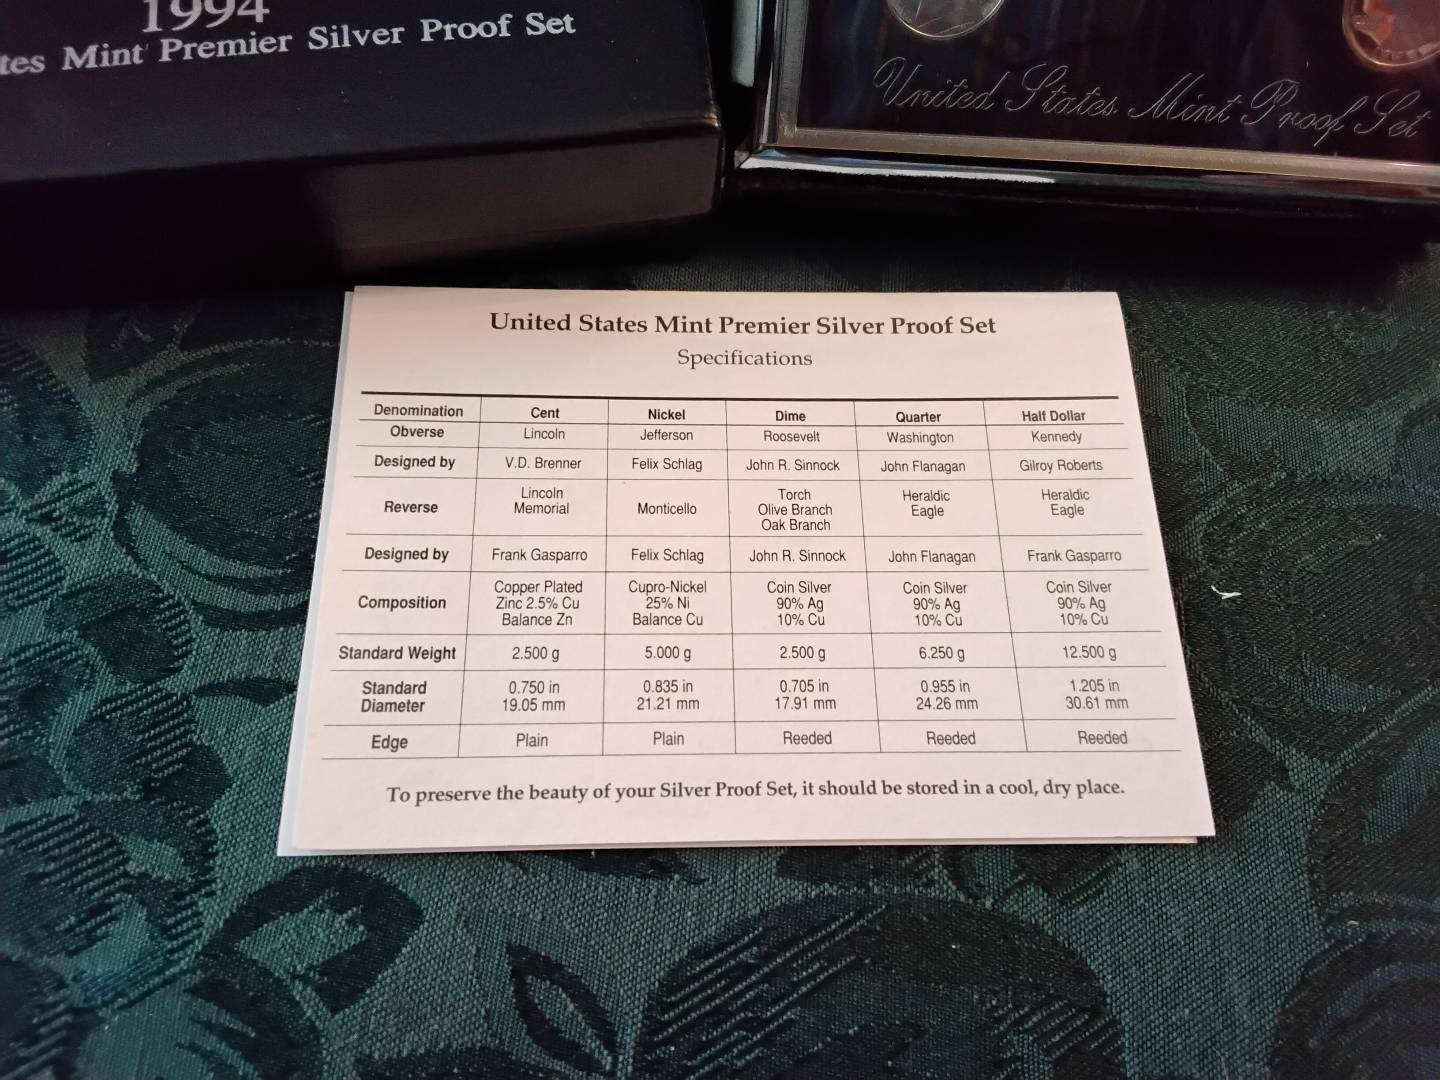 1994
tes Mint Premier Silver Proof Set
United States Mint Proof Set
United States Mint Premier Silver Proof Set
Specifications
Denomination Cent Nickel Dime Quarter Half Dollar
Obverse Lincoln Jefferson Roosevelt Washington Kennedy
Designed by V.D. Brenner Felix Schlag John R. Sinnock John Flanagan Gilroy Roberts
Reverse Lincoln Memorial Monticello Torch Olive Branch Oak Branch Heraldic Eagle Heraldic Eagle
Designed by Frank Gasparro Felix Schlag John R. Sinnock John Flanagan Frank Gasparro
Composition Copper Plated Zinc 2.5% Cu Balance Zn Cupro-Nickel 25% Ni Balance Cu Coin Silver 90% Ag 10% Cu Coin Silver 90% Ag 10% Cu Coin Silver 90% Ag 10% Cu
Standard Weight 2.500 g 5.000 g 2.500 g 6.250 g 12.500 g
Standard Diameter 0.750 in 19.05 mm 0.835 in 21.21 mm 0.705 in 17.91 mm 0.955 in 24.26 mm 1.205 in 30.61 mm
Edge Plain Plain Reeded Reeded Reeded
To preserve the beauty of your Silver Proof Set, it should be stored in a cool, dry place.